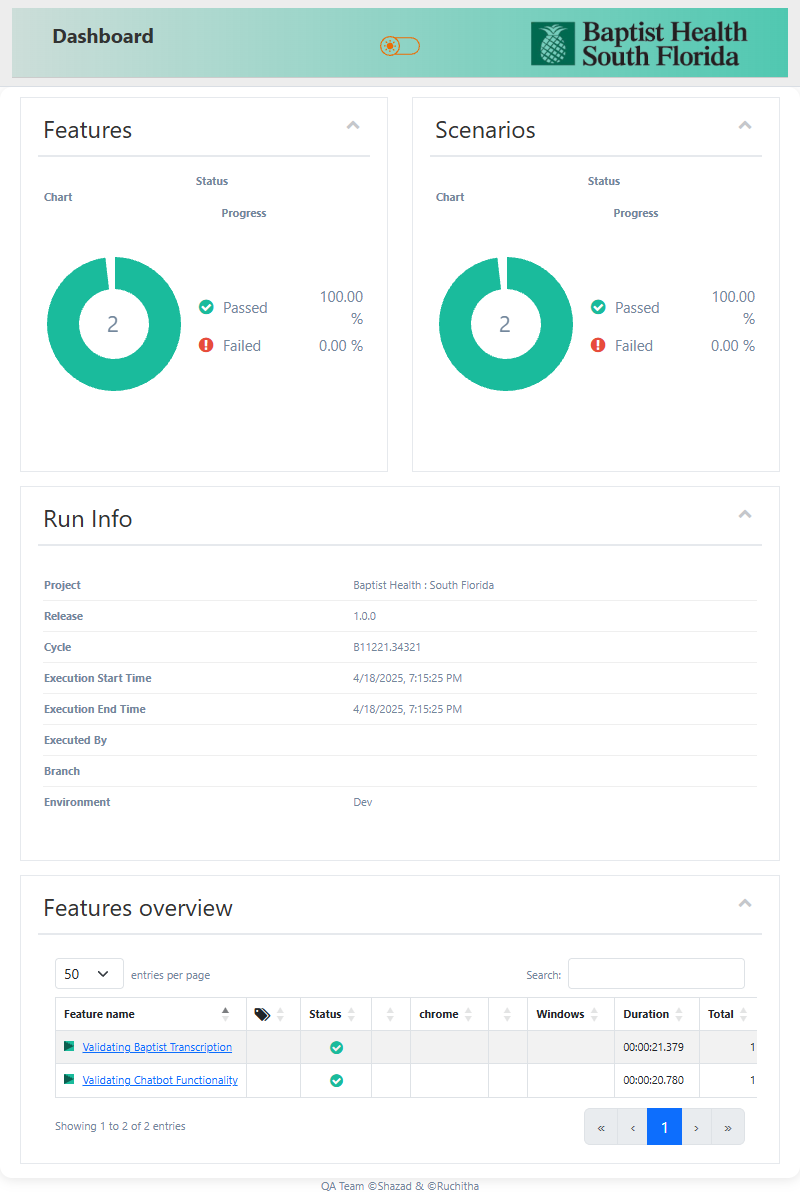 Dashboard
Baptist Health
South Florida
Features
Status
Chart
Progress
2
Passed
100.00
%
Failed
0.00 %
Scenarios
Status
Chart
Progress
2
Passed
100.00
%
Failed
0.00 %
Run Info
Project Baptist Health : South Florida
Release 1.0.0
Cycle B11221.34321
Execution Start Time 4/18/2025, 7:15:25 PM
Execution End Time 4/18/2025, 7:15:25 PM
Executed By
Branch
Environment Dev
Features overview
50 entries per page Search:
Feature name Status chrome Windows Duration Total
Validating Baptist Transcription 00:00:21.379 1
Validating Chatbot Functionality 00:00:20.780 1
Showing 1 to 2 of 2 entries « ‹ 1 › »
QA Team ©Shazad & ©Ruchitha